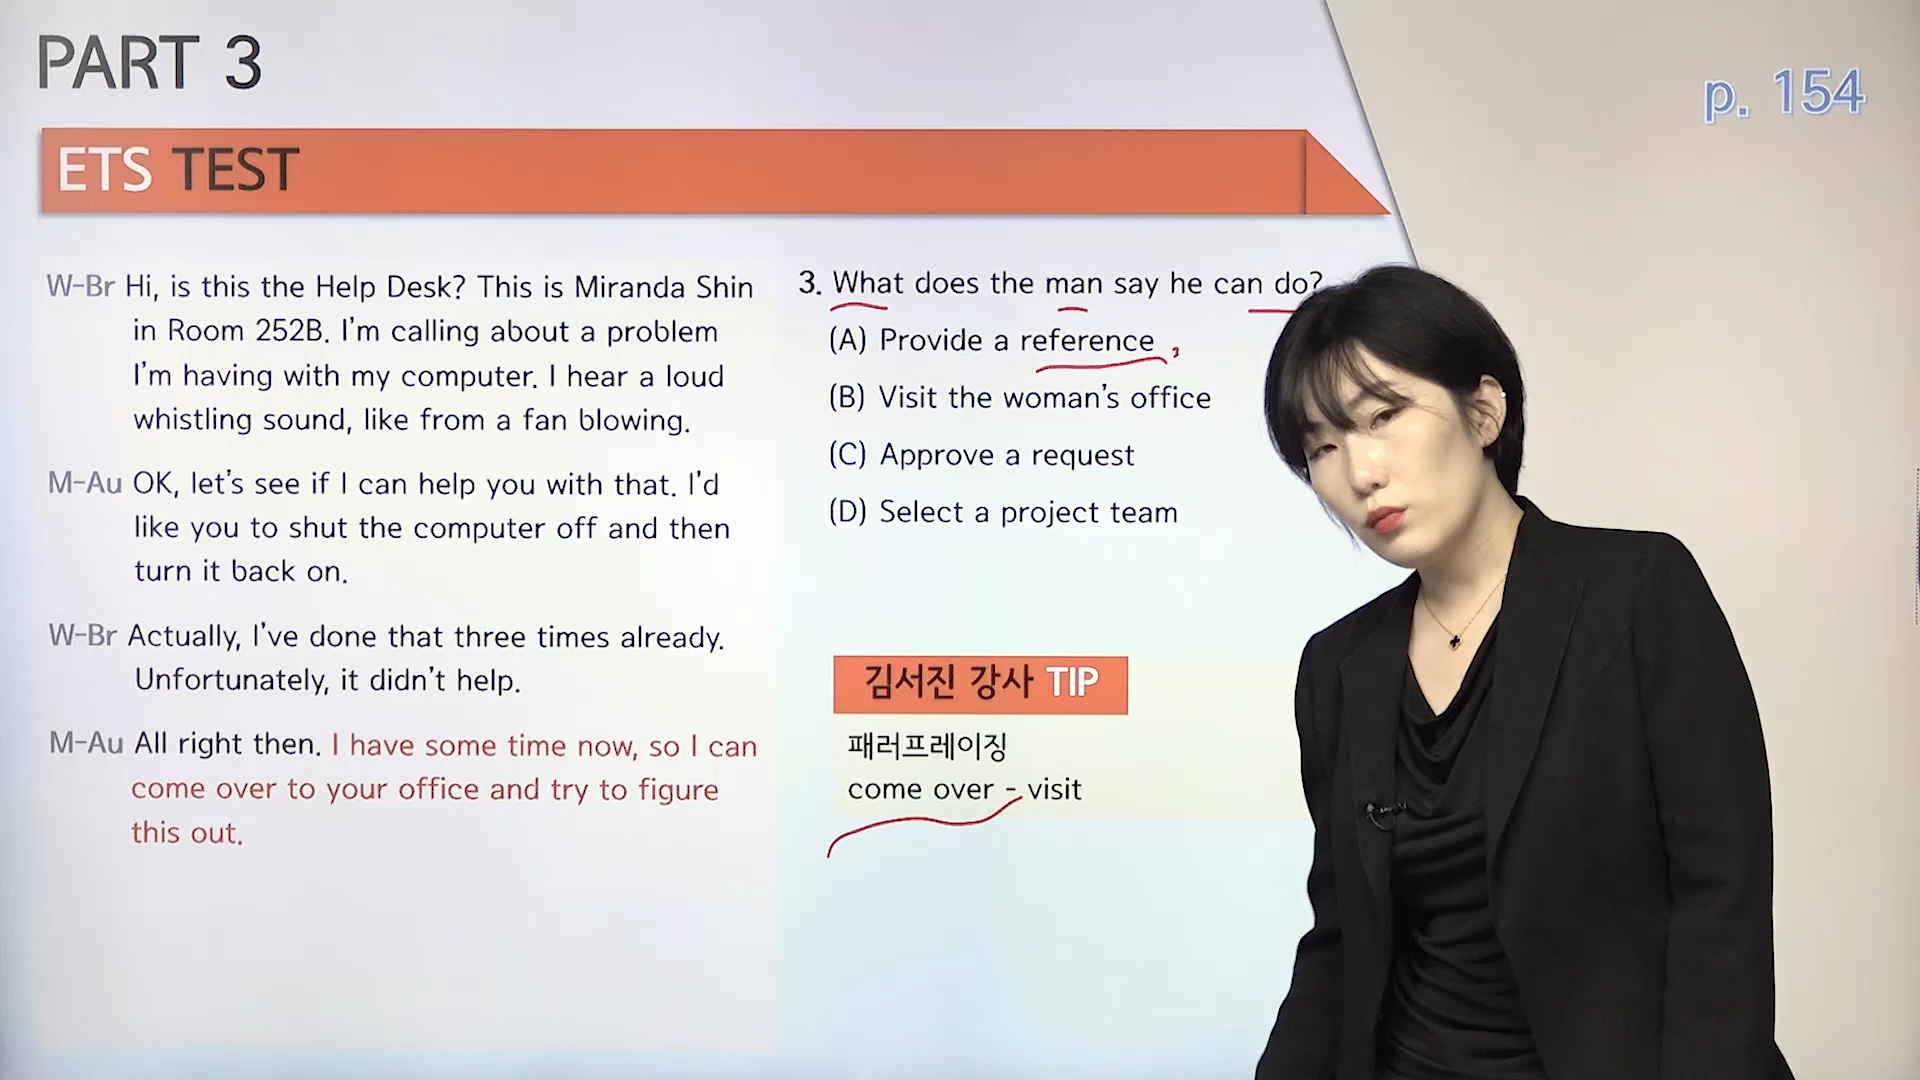 PART 3
p. 154
ETS TEST
W-Br Hi, is this the Help Desk? This is Miranda Shin
in Room 252B. I'm calling about a problem
I'm having with my computer. I hear a loud
whistling sound, like from a fan blowing.
M-Au OK, let's see if I can help you with that. I'd
like you to shut the computer off and then
turn it back on.
W-Br Actually, I've done that three times already.
Unfortunately, it didn't help.
M-Au All right then. I have some time now, so I can
come over to your office and try to figure
this out.
3. What does the man say he can do?
(A) Provide a reference
(B) Visit the woman's office
(C) Approve a request
(D) Select a project team
김서진 강사 TIP
패러프레이징
come over - visit